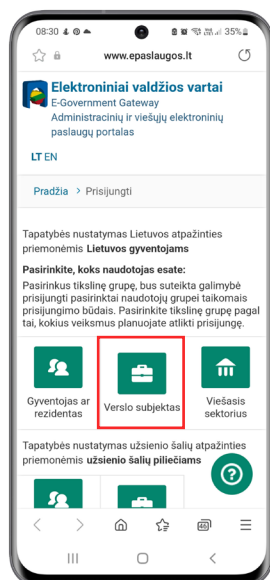 08:30
35%
www.epaslaugos.lt
Elektroniniai valdžios vartai
E-Government Gateway
Administracinių ir viešųjų elektroninių
paslaugų portalas
LT EN
Pradžia > Prisijungti
Tapatybės nustatymas Lietuvos atpažinties
priemonėmis Lietuvos gyventojams
Pasirinkite, koks naudotojas esate:
Pasirinkus tikslinę grupę, bus suteikta galimybė
prisijungti pasirinktai naudotojų grupei taikomais
prisijungimo būdais. Pasirinkite tikslinę grupę pagal
tai, kokius veiksmus planuojate atlikti prisijungę.
Gyventojas ar
rezidentas
Verslo subjektas
Viešasis
sektorius
Tapatybės nustatymas užsienio šalių atpažinties
priemonėmis užsienio šalių piliečiams
?